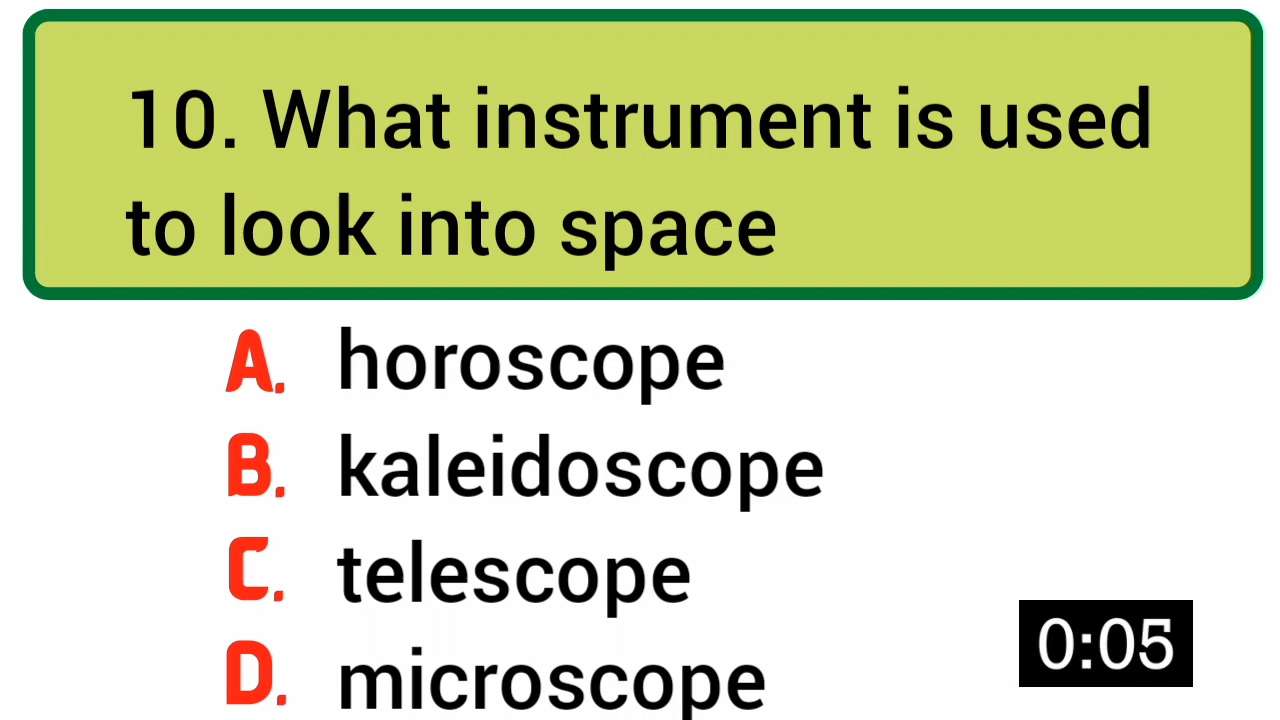 10. What instrument is used
to look into space
A. horoscope
B. kaleidoscope
C. telescope
D. microscope
0:05